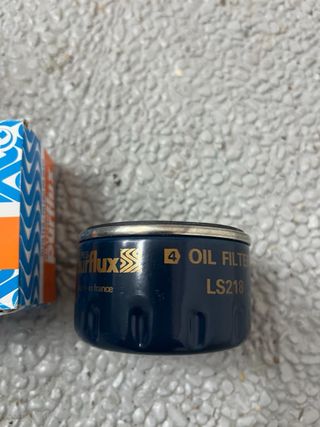 urflux
4 OIL FILTE
LS218
in france